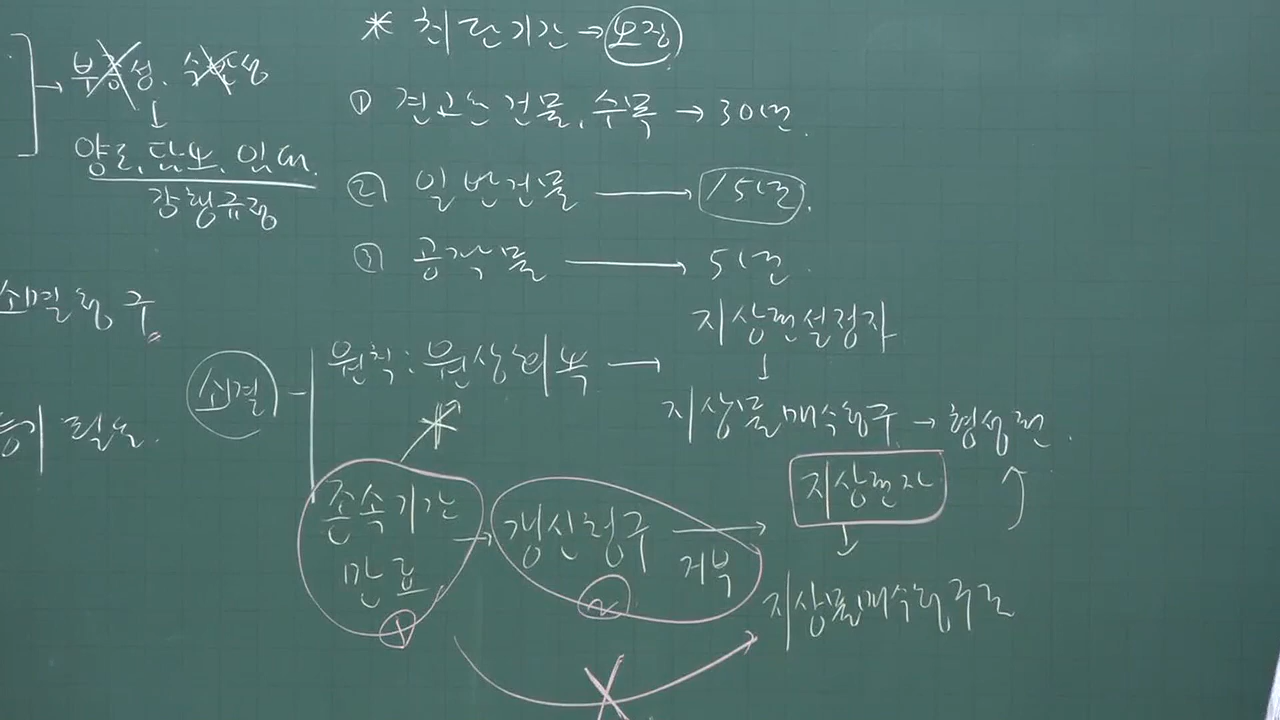 * 최단기간 → 보장
부종성, 수반성
① 견고는 건물, 수목 → 30년.
↓
양도, 담보, 임대.
강행규정
② 일반건물 → 15년.
③ 공작물 → 5년.
소멸청구
지상권설정자
↓
소멸
원칙: 원상회복 →
지상물매수청구 → 형성권.
*
존속기간 만료 ①
→ 갱신청구 ② 거부 →
지상권자
↓
지상물매수청구권